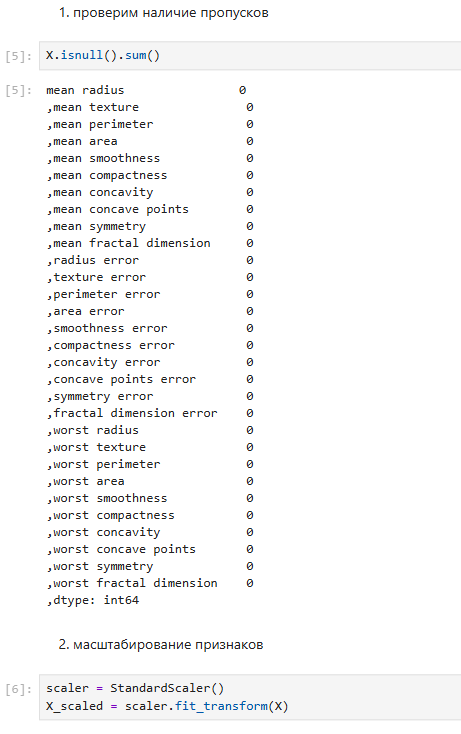 1. проверим наличие пропусков
[5]: X.isnull().sum()
[5]: mean radius 0
,mean texture 0
,mean perimeter 0
,mean area 0
,mean smoothness 0
,mean compactness 0
,mean concavity 0
,mean concave points 0
,mean symmetry 0
,mean fractal dimension 0
,radius error 0
,texture error 0
,perimeter error 0
,area error 0
,smoothness error 0
,compactness error 0
,concavity error 0
,concave points error 0
,symmetry error 0
,fractal dimension error 0
,worst radius 0
,worst texture 0
,worst perimeter 0
,worst area 0
,worst smoothness 0
,worst compactness 0
,worst concavity 0
,worst concave points 0
,worst symmetry 0
,worst fractal dimension 0
,dtype: int64
2. масштабирование признаков
[6]: scaler = StandardScaler()
X_scaled = scaler.fit_transform(X)